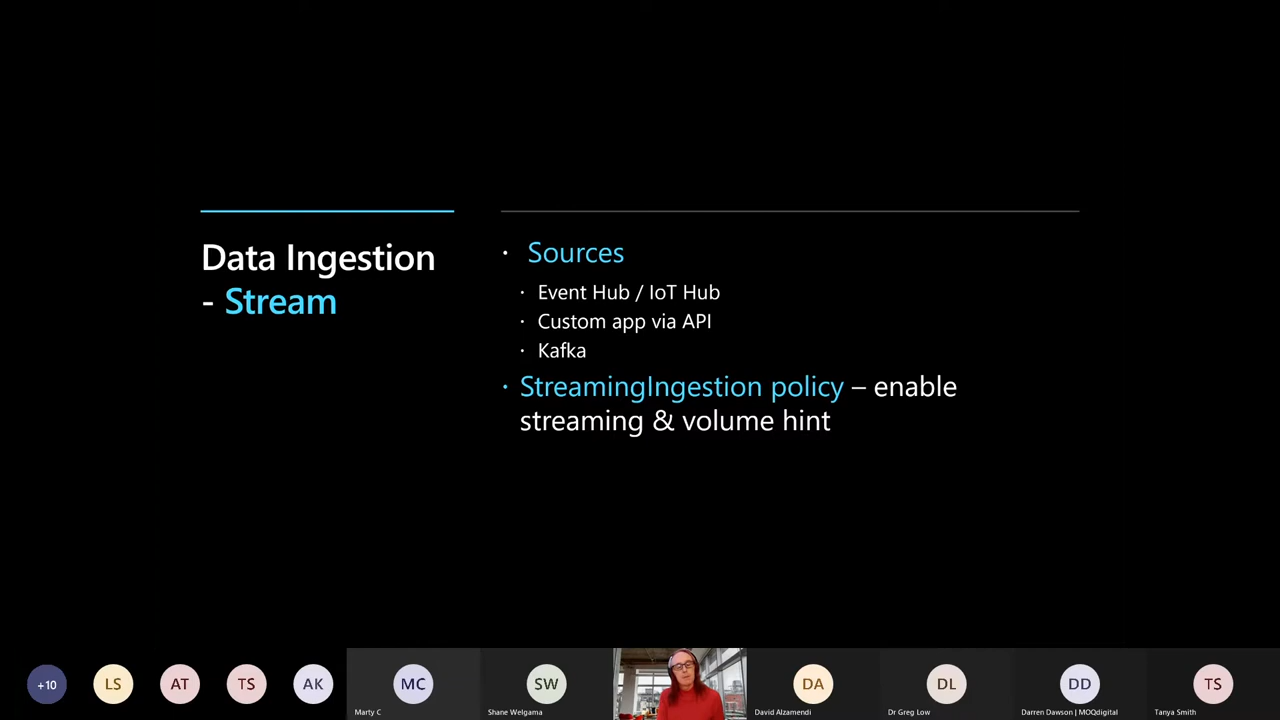 Data Ingestion
- Stream
· Sources
· Event Hub / IoT Hub
· Custom app via API
· Kafka
· StreamingIngestion policy – enable
streaming & volume hint
+10
LS
AT
TS
AK
MC
Marty C
SW
Shane Welgama
DA
David Alzamendi
DL
Dr Greg Low
DD
Darren Dawson | MOQdigital
TS
Tanya Smith